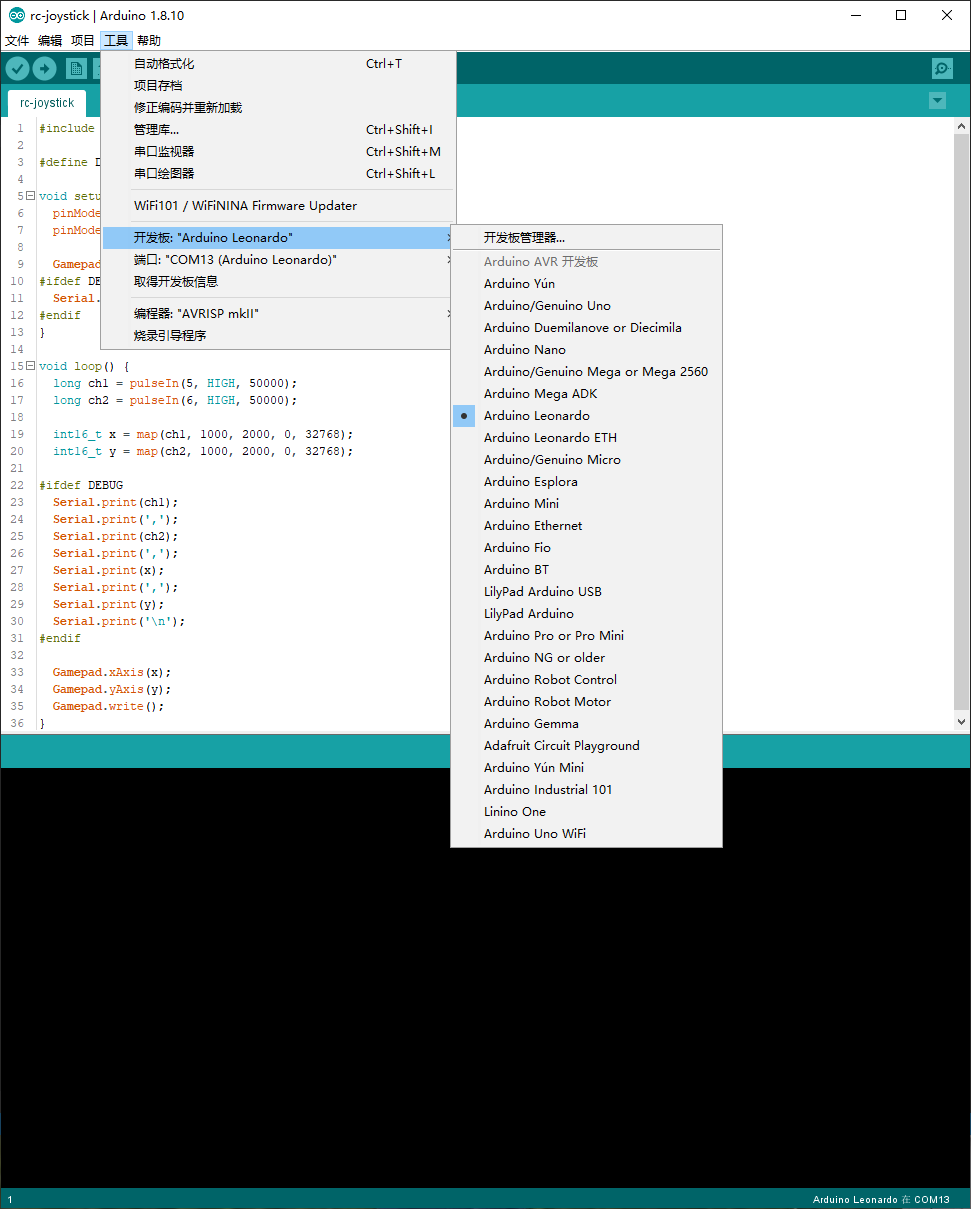 rc-joystick | Arduino 1.8.10
文件 编辑 项目 工具 帮助
自动格式化 Ctrl+T
项目存档
修正编码并重新加载
管理库... Ctrl+Shift+I
串口监视器 Ctrl+Shift+M
串口绘图器 Ctrl+Shift+L
WiFi101 / WiFiNINA Firmware Updater
开发板: "Arduino Leonardo"
端口: "COM13 (Arduino Leonardo)"
取得开发板信息
编程器: "AVRISP mkII"
烧录引导程序
开发板管理器...
Arduino AVR 开发板
Arduino Yún
Arduino/Genuino Uno
Arduino Duemilanove or Diecimila
Arduino Nano
Arduino/Genuino Mega or Mega 2560
Arduino Mega ADK
Arduino Leonardo
Arduino Leonardo ETH
Arduino/Genuino Micro
Arduino Esplora
Arduino Mini
Arduino Ethernet
Arduino Fio
Arduino BT
LilyPad Arduino USB
LilyPad Arduino
Arduino Pro or Pro Mini
Arduino NG or older
Arduino Robot Control
Arduino Robot Motor
Arduino Gemma
Adafruit Circuit Playground
Arduino Yún Mini
Arduino Industrial 101
Linino One
Arduino Uno WiFi
rc-joystick
1 #include
2
3 #define D
4
5 void setu
6 pinMode
7 pinMode
8
9 Gamepad
10 #ifdef DE
11 Serial.
12 #endif
13 }
14
15 void loop() {
16 long ch1 = pulseIn(5, HIGH, 50000);
17 long ch2 = pulseIn(6, HIGH, 50000);
18
19 int16_t x = map(ch1, 1000, 2000, 0, 32768);
20 int16_t y = map(ch2, 1000, 2000, 0, 32768);
21
22 #ifdef DEBUG
23 Serial.print(ch1);
24 Serial.print(',');
25 Serial.print(ch2);
26 Serial.print(',');
27 Serial.print(x);
28 Serial.print(',');
29 Serial.print(y);
30 Serial.print('\n');
31 #endif
32
33 Gamepad.xAxis(x);
34 Gamepad.yAxis(y);
35 Gamepad.write();
36 }
1 Arduino Leonardo 在 COM13